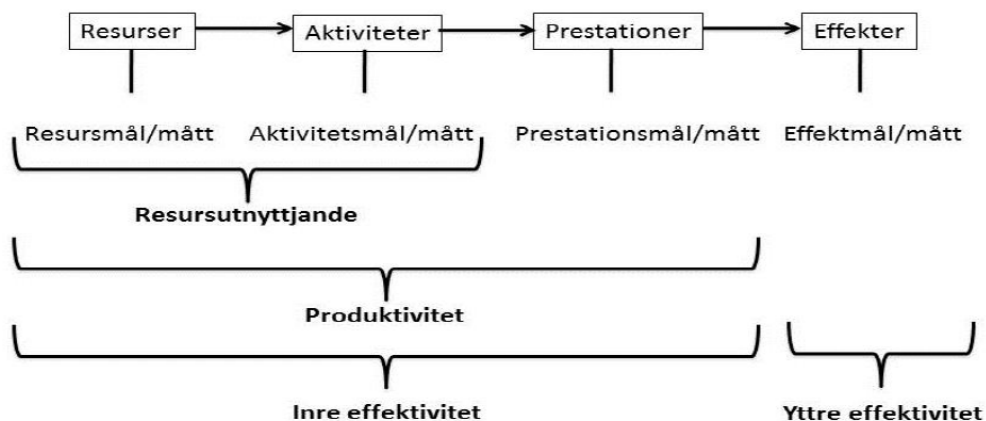 Resurser Aktiviteter Prestationer Effekter
Resursmål/mått Aktivitetsmål/mått Prestationsmål/mått Effektmål/mått
Resursutnyttjande
Produktivitet
Inre effektivitet Yttre effektivitet